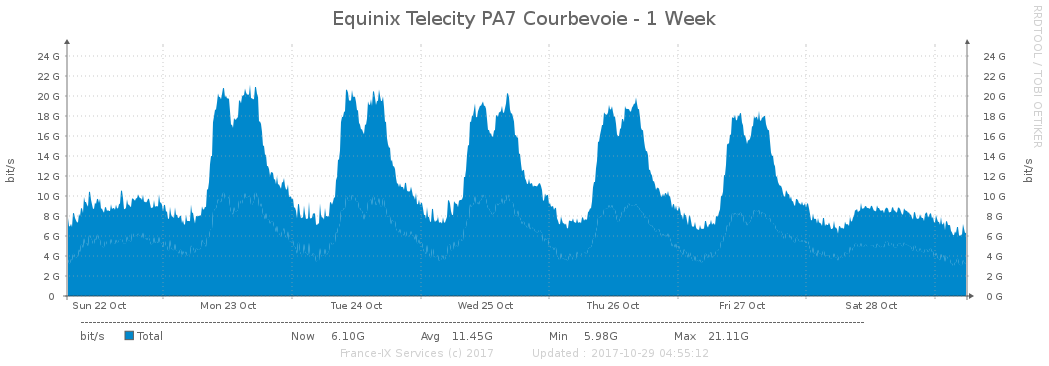 Equinix Telecity PA7 Courbevoie - 1 Week
RRDTOOL / TOBI OETIKER
bit/s
24 G 24 G
22 G 22 G
20 G 20 G
18 G 18 G
16 G 16 G
14 G 14 G
12 G 12 G
10 G 10 G
8 G 8 G
6 G 6 G
4 G 4 G
2 G 2 G
0 0 G
bit/s
Sun 22 Oct Mon 23 Oct Tue 24 Oct Wed 25 Oct Thu 26 Oct Fri 27 Oct Sat 28 Oct
bit/s Total Now 6.10G Avg 11.45G Min 5.98G Max 21.11G
France-IX Services (c) 2017 Updated : 2017-10-29 04:55:12